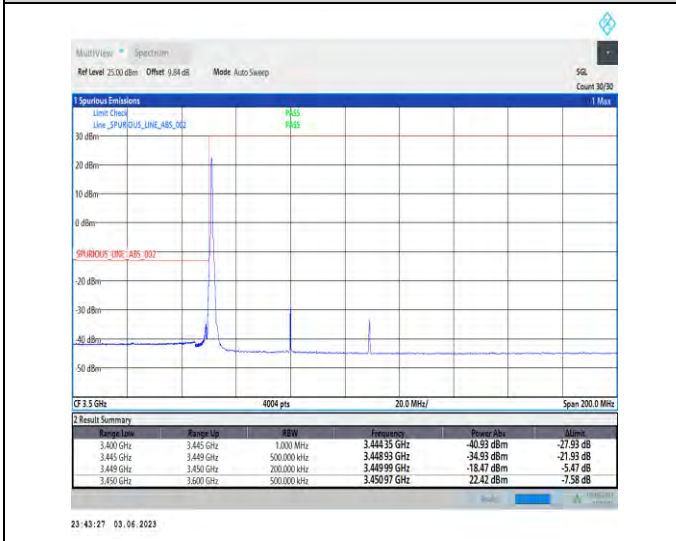 MultiView Spectrum
Ref Level 25.00 dBm Offset 9.84 dB Mode Auto Sweep SGL
Count 30/30
1 Spurious Emissions 1 Max
Limit Check PASS
Line _SPURIOUS_LINE_ABS_002 PASS
30 dBm
20 dBm
10 dBm
0 dBm
_SPURIOUS_LINE_ABS_002
-20 dBm
-30 dBm
-40 dBm
-50 dBm
CF 3.5 GHz 4004 pts 20.0 MHz/ Span 200.0 MHz
2 Result Summary
Range Low Range Up RBW Frequency Power Abs ΔLimit
3.400 GHz 3.445 GHz 1.000 MHz 3.444 35 GHz -40.93 dBm -27.93 dB
3.445 GHz 3.449 GHz 500.000 kHz 3.448 93 GHz -34.93 dBm -21.93 dB
3.449 GHz 3.450 GHz 200.000 kHz 3.449 99 GHz -18.47 dBm -5.47 dB
3.450 GHz 3.600 GHz 500.000 kHz 3.450 97 GHz 22.42 dBm -7.58 dB
23:43:27 03.06.2023